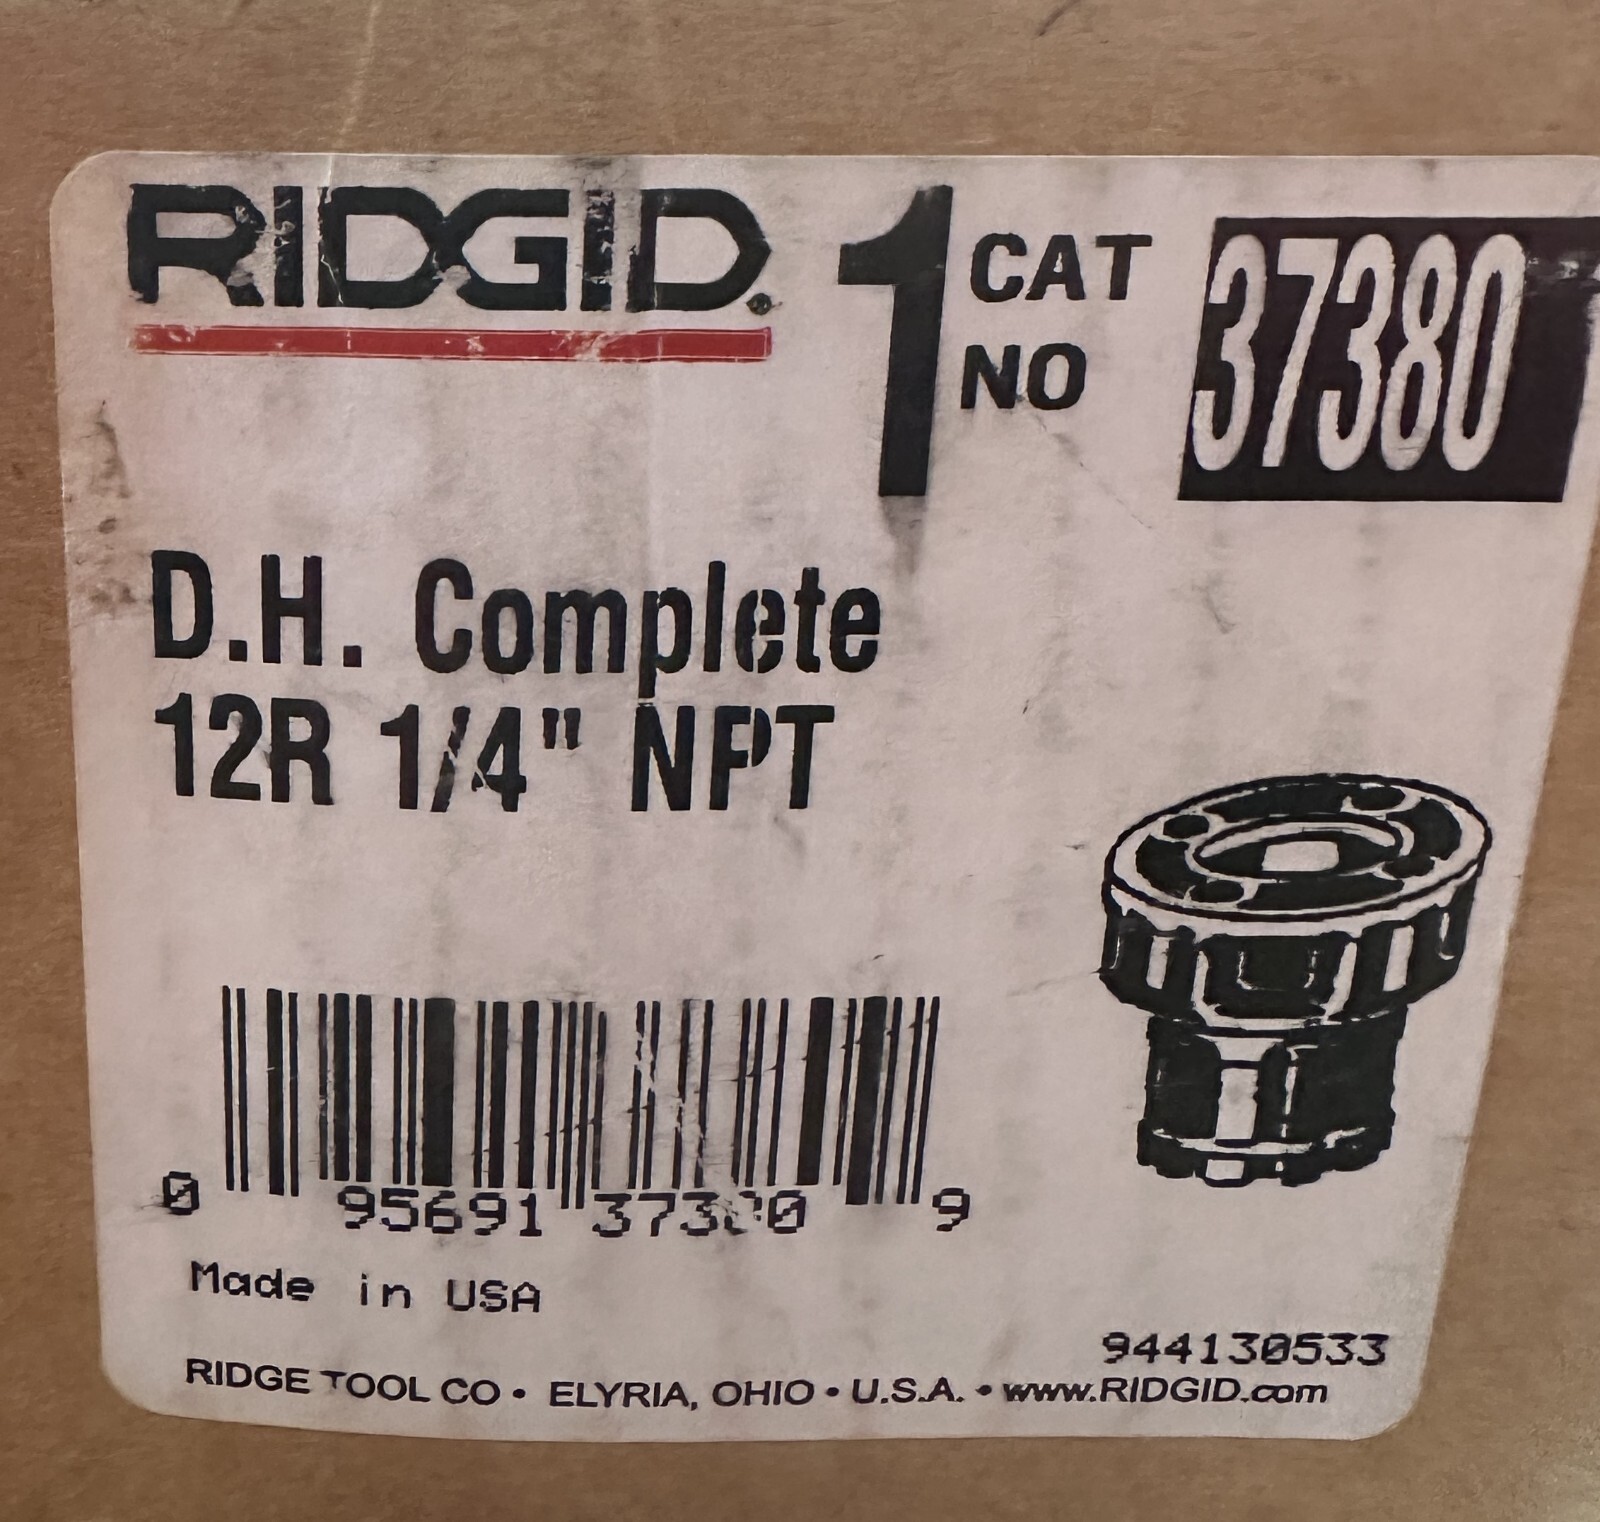 RIDGID® 1 CAT NO 37380
D.H. Complete
12R 1/4" NPT
0 95691 37380 9
Made in USA
944130533
RIDGE TOOL CO • ELYRIA, OHIO • U.S.A. • www.RIDGID.com